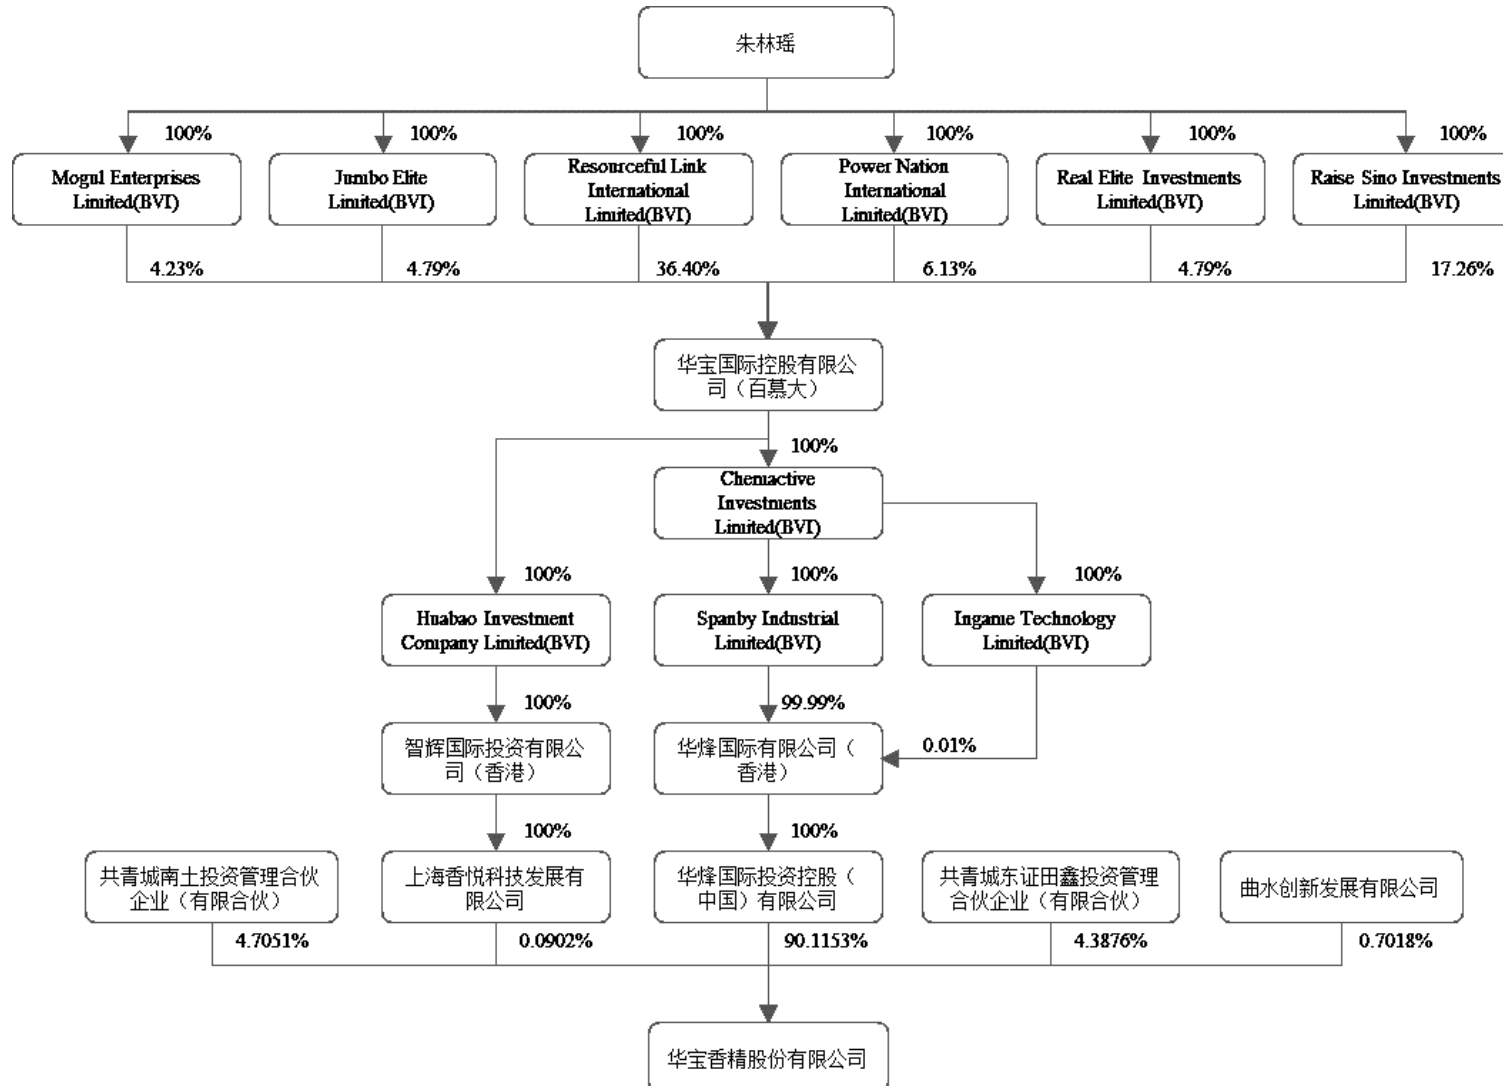 朱林瑶
100%
100%
100%
100%
100%
100%
Mogul Enterprises
Limited(BVI)
Jumbo Elite
Limited(BVI)
Resourceful Link
International
Limited(BVI)
Power Nation
International
Limited(BVI)
Real Elite Investments
Limited(BVI)
Raise Sino Investments
Limited(BVI)
4.23%
4.79%
36.40%
6.13%
4.79%
17.26%
华宝国际控股有限公
司（百慕大）
100%
Chemactive
Investments
Limited(BVI)
100%
100%
100%
Huabao Investment
Company Limited(BVI)
Spanby Industrial
Limited(BVI)
Ingame Technology
Limited(BVI)
100%
99.99%
0.01%
智辉国际投资有限公
司（香港）
华烽国际有限公司（
香港）
100%
100%
共青城南土投资管理合伙
企业（有限合伙）
上海香悦科技发展有
限公司
华烽国际投资控股（
中国）有限公司
共青城东证田鑫投资管理
合伙企业（有限合伙）
曲水创新发展有限公司
4.7051%
0.0902%
90.1153%
4.3876%
0.7018%
华宝香精股份有限公司